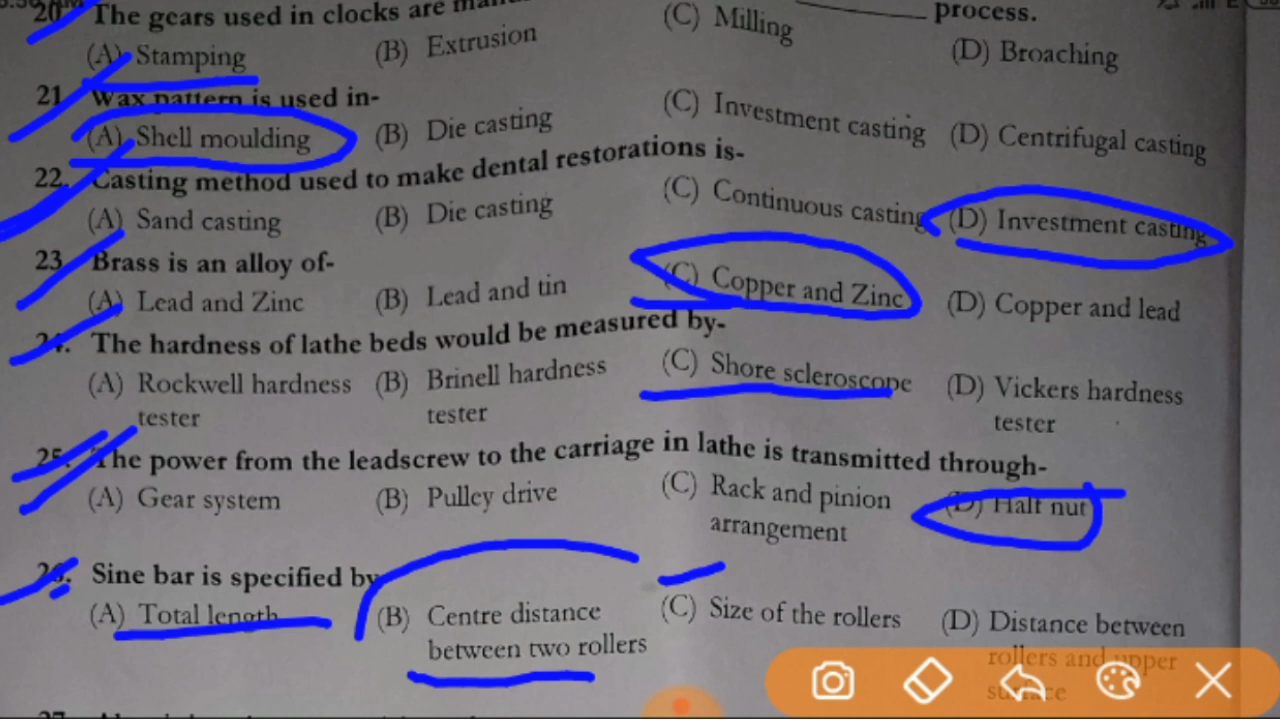 20. The gears used in clocks are process.
(A) Stamping (B) Extrusion (C) Milling (D) Broaching
21. Wax pattern is used in-
(A) Shell moulding (B) Die casting (C) Investment casting (D) Centrifugal casting
22. Casting method used to make dental restorations is-
(A) Sand casting (B) Die casting (C) Continuous casting (D) Investment casting
23. Brass is an alloy of-
(A) Lead and Zinc (B) Lead and tin (C) Copper and Zinc (D) Copper and lead
24. The hardness of lathe beds would be measured by-
(A) Rockwell hardness (B) Brinell hardness (C) Shore scleroscope (D) Vickers hardness
tester tester tester
25. The power from the leadscrew to the carriage in lathe is transmitted through-
(A) Gear system (B) Pulley drive (C) Rack and pinion (D) Half nut
arrangement
26. Sine bar is specified by
(A) Total length (B) Centre distance (C) Size of the rollers (D) Distance between
between two rollers rollers and upper
surface